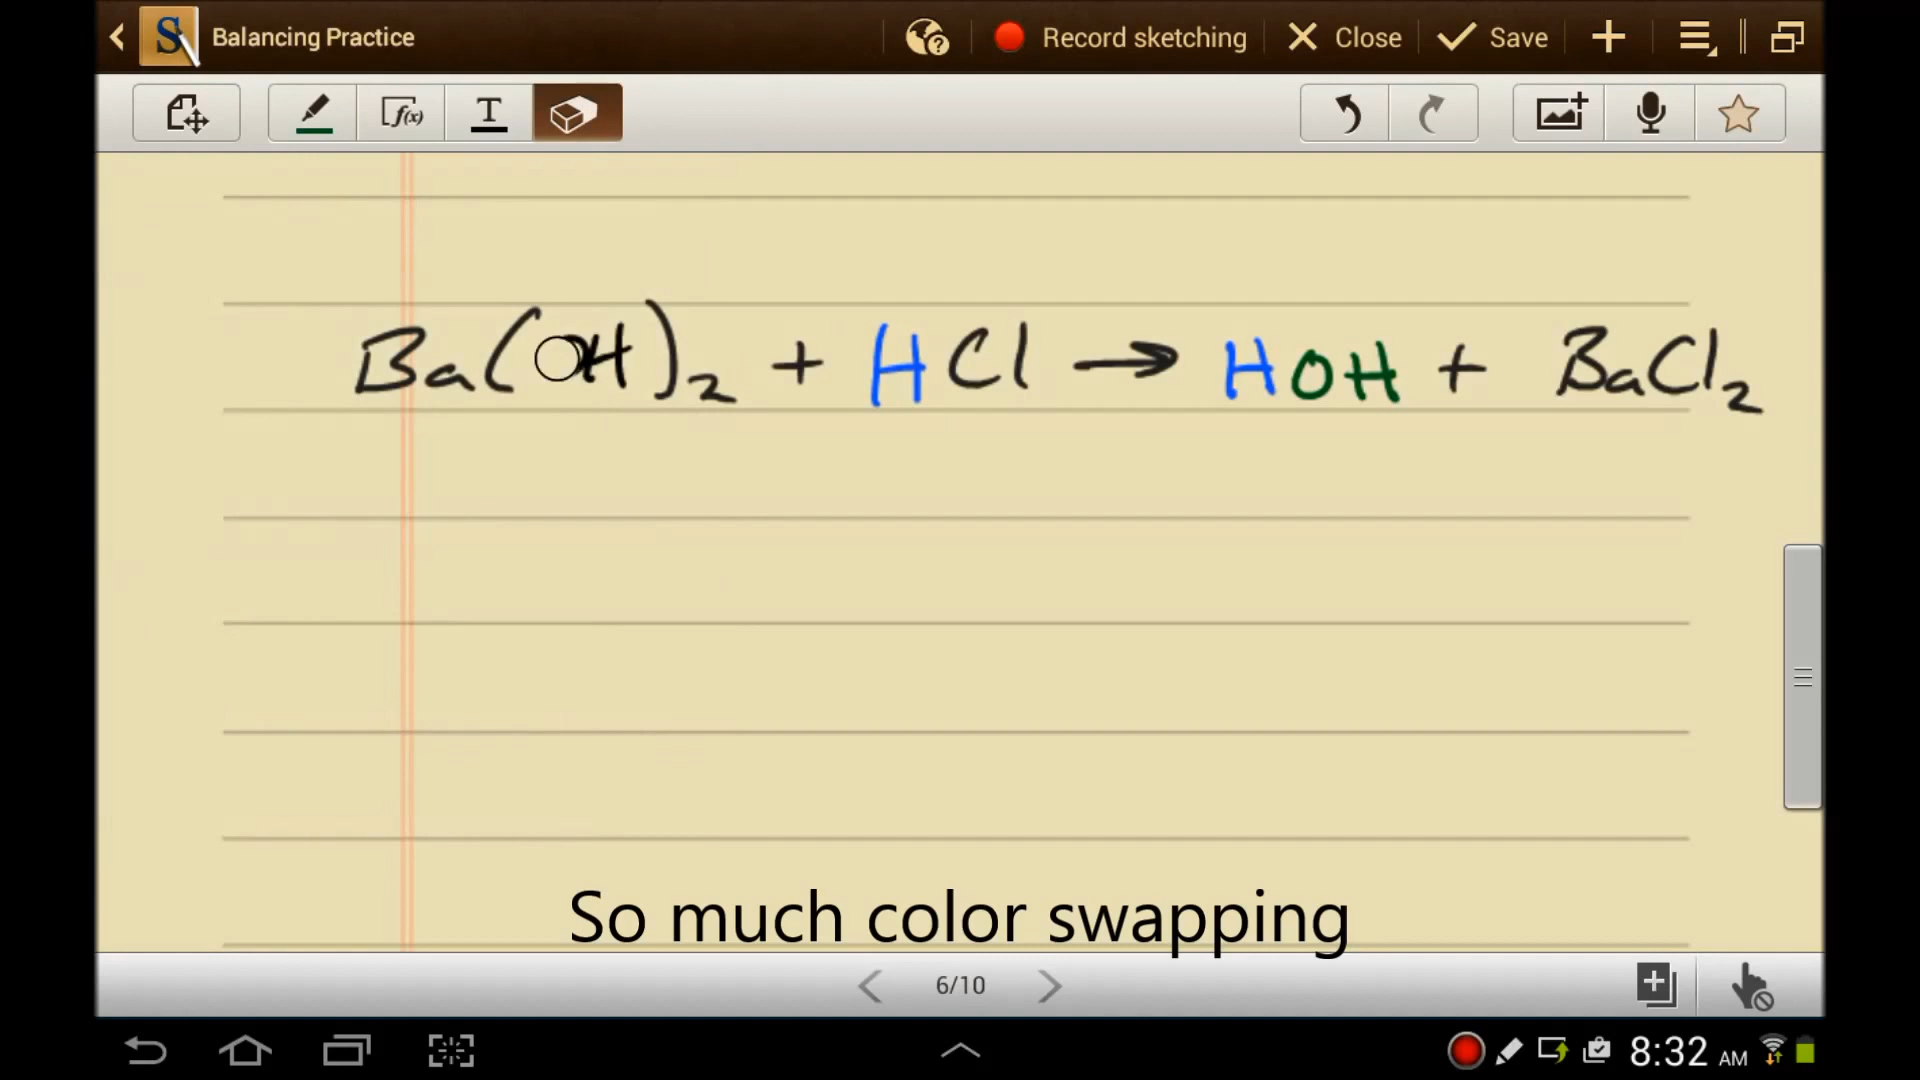 Balancing Practice
Record sketching
Close
Save
f(x)
T
Ba(OH)₂ + HCl → HOH + BaCl₂
So much color swapping
6/10
8:32 AM